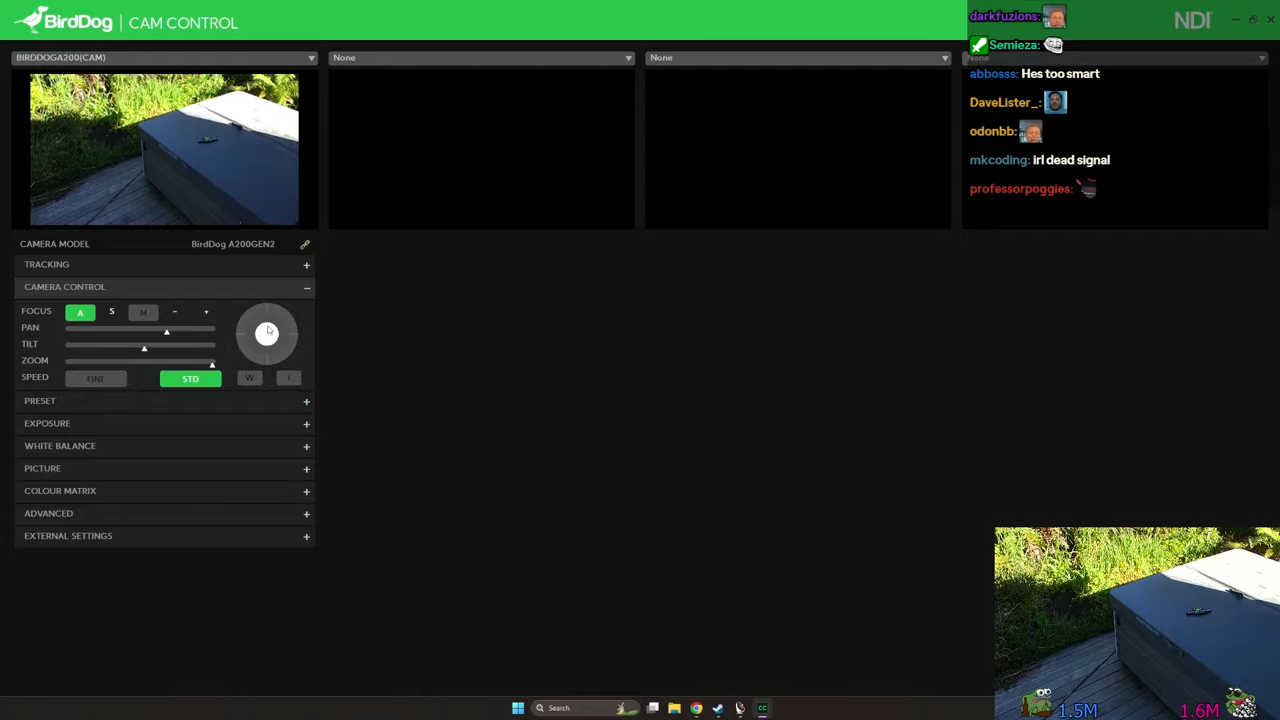 BirdDog | CAM CONTROL
NDI
darkfuzions:
Semieza:
BIRDDOGA200(CAM)
None
None
None
abbosss: Hes too smart
DaveLister_:
odonbb:
mkcoding: irl dead signal
professorpoggies:
CAMERA MODEL BirdDog A200GEN2
TRACKING +
CAMERA CONTROL –
FOCUS A S M - +
PAN
TILT
ZOOM
SPEED FINE STD W T
PRESET +
EXPOSURE +
WHITE BALANCE +
PICTURE +
COLOUR MATRIX +
ADVANCED +
EXTERNAL SETTINGS +
Search
CC
1.5M
1.6M